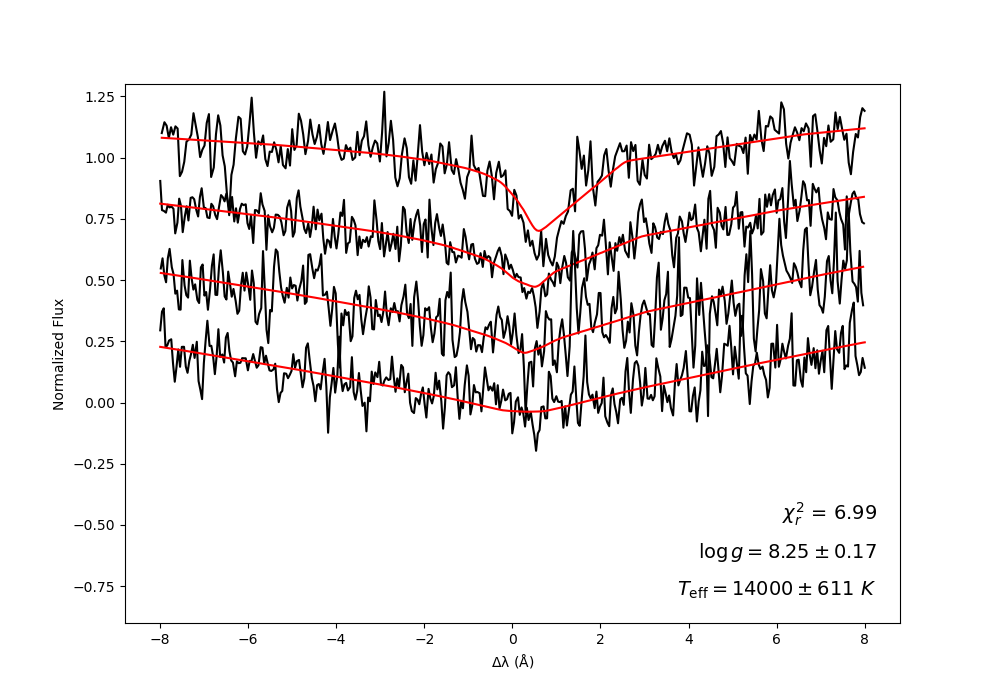 1.25
1.00
0.75
0.50
0.25
0.00
−0.25
−0.50
−0.75
Normalized Flux
χ²ᵣ = 6.99
log g = 8.25 ± 0.17
T_eff = 14000 ± 611 K
−8 −6 −4 −2 0 2 4 6 8
Δλ (Å)